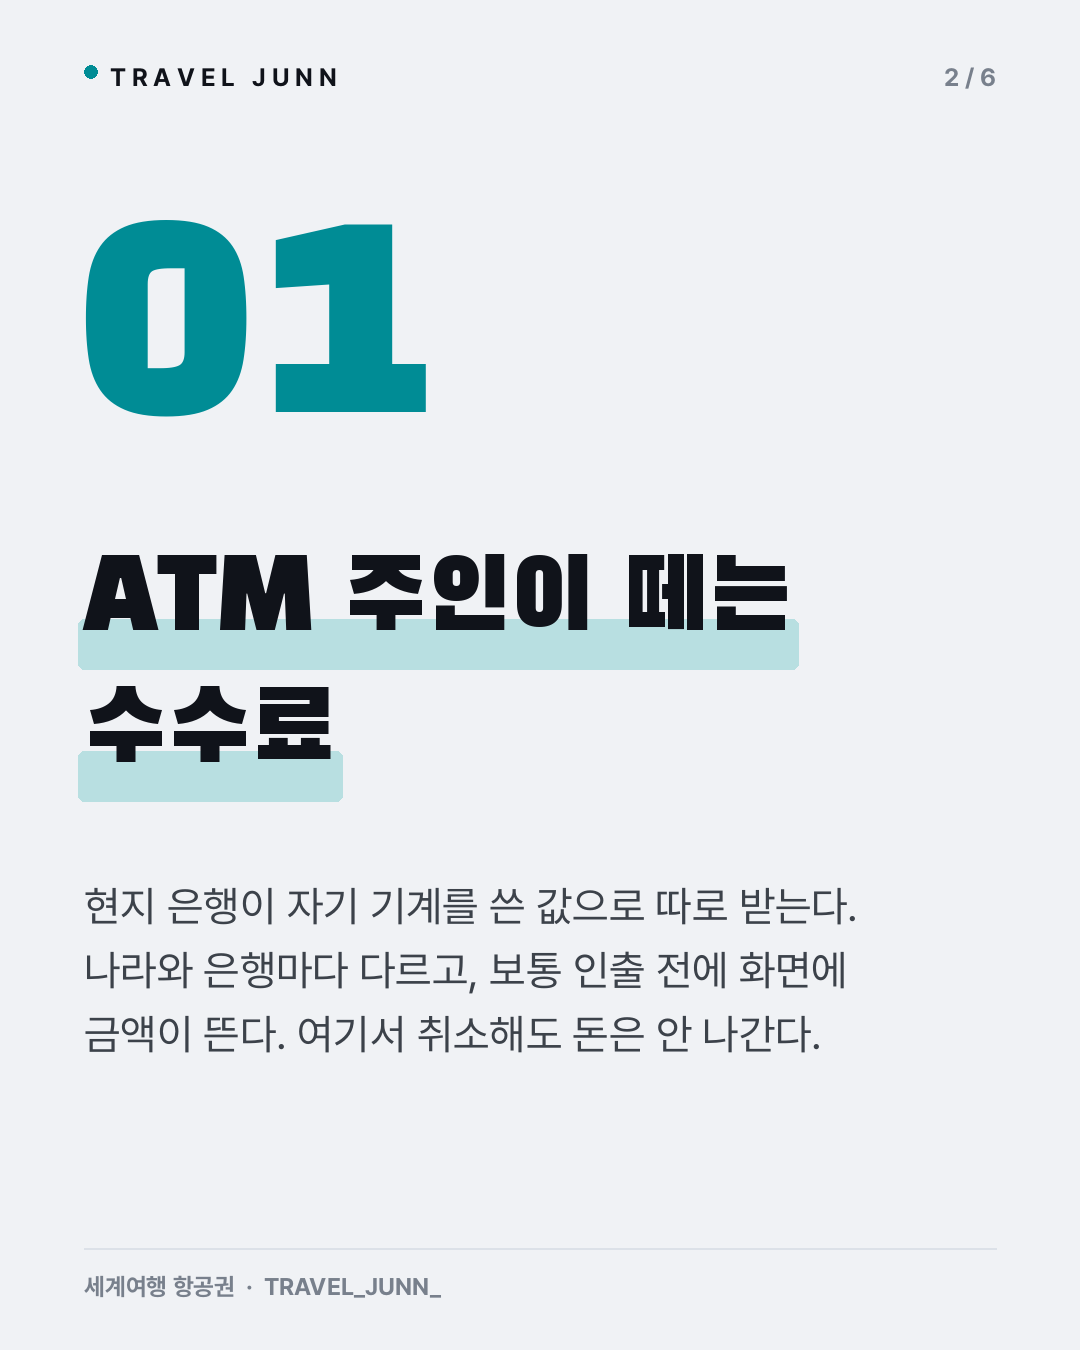 TRAVEL JUNN
2 / 6
01
ATM 주인이 떼는
수수료
현지 은행이 자기 기계를 쓴 값으로 따로 받는다.
나라와 은행마다 다르고, 보통 인출 전에 화면에
금액이 뜬다. 여기서 취소해도 돈은 안 나간다.
세계여행 항공권 · TRAVEL_JUNN_